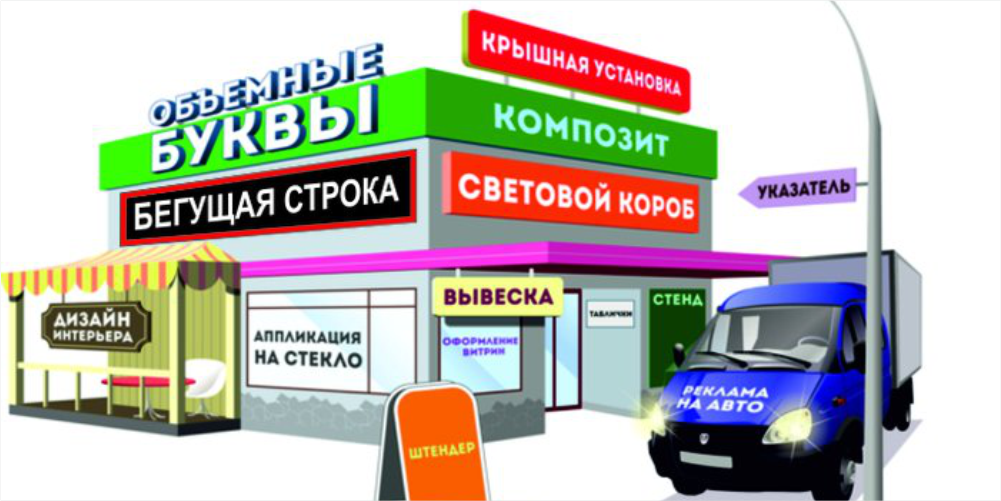 КРЫШНАЯ УСТАНОВКА
ОБЪЕМНЫЕ
БУКВЫ
КОМПОЗИТ
БЕГУЩАЯ СТРОКА
СВЕТОВОЙ КОРОБ
УКАЗАТЕЛЬ
ДИЗАЙН
ИНТЕРЬЕРА
АППЛИКАЦИЯ
НА СТЕКЛО
ВЫВЕСКА
ОФОРМЛЕНИЕ
ВИТРИН
ТАБЛИЧКИ
СТЕНД
РЕКЛАМА
НА АВТО
ШТЕНДЕР